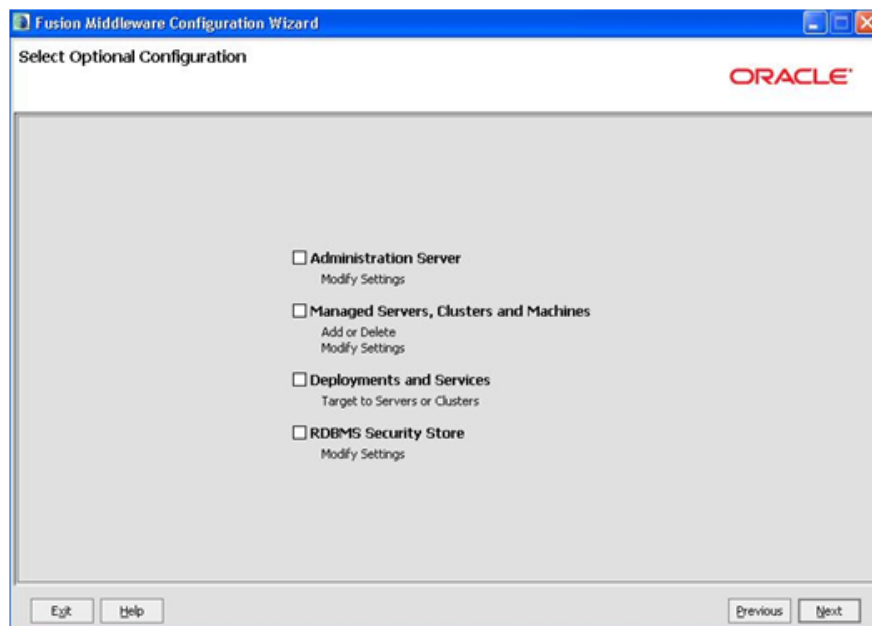 Fusion Middleware Configuration Wizard
Select Optional Configuration
ORACLE
Administration Server
Modify Settings
Managed Servers, Clusters and Machines
Add or Delete
Modify Settings
Deployments and Services
Target to Servers or Clusters
RDBMS Security Store
Modify Settings
Exit Help Previous Next